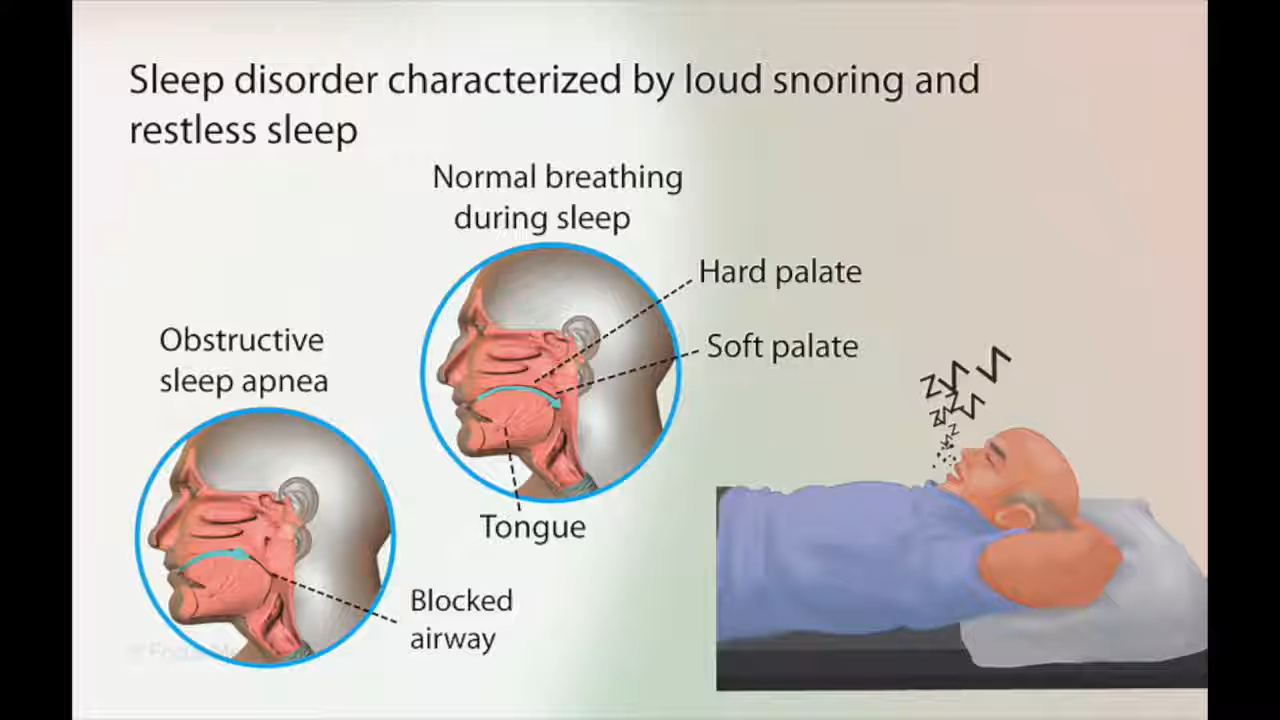 Sleep disorder characterized by loud snoring and
restless sleep
Normal breathing
during sleep
Hard palate
Soft palate
Obstructive
sleep apnea
Tongue
Blocked
airway
z
z
z
z
z
z
z
z